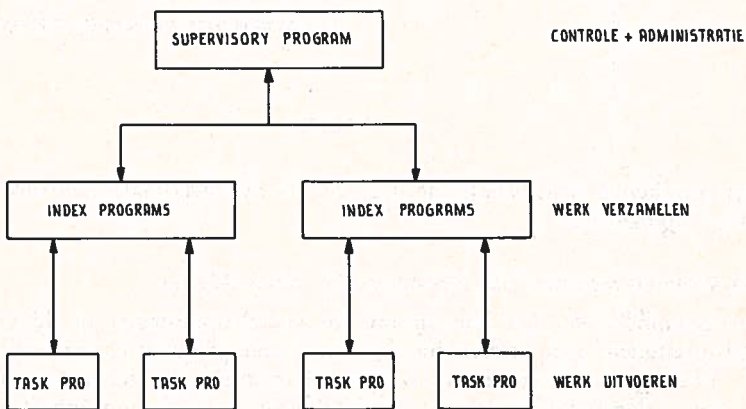 SUPERVISORY PROGRAM CONTROLE + ADMINISTRATIE
INDEX PROGRAMS INDEX PROGRAMS WERK VERZAMELEN
TASK PRO TASK PRO TASK PRO TASK PRO WERK UITVOEREN